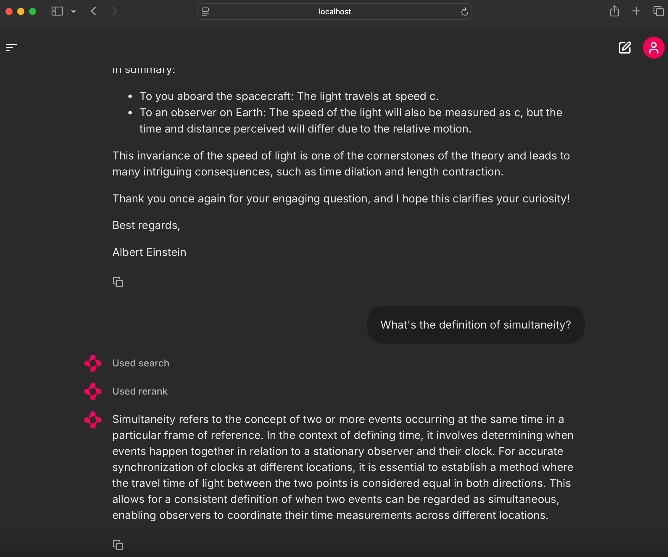 localhost
In summary:
• To you aboard the spacecraft: The light travels at speed c.
• To an observer on Earth: The speed of the light will also be measured as c, but the
time and distance perceived will differ due to the relative motion.
This invariance of the speed of light is one of the cornerstones of the theory and leads to
many intriguing consequences, such as time dilation and length contraction.
Thank you once again for your engaging question, and I hope this clarifies your curiosity!
Best regards,
Albert Einstein
What's the definition of simultaneity?
Used search
Used rerank
Simultaneity refers to the concept of two or more events occurring at the same time in a
particular frame of reference. In the context of defining time, it involves determining when
events happen together in relation to a stationary observer and their clock. For accurate
synchronization of clocks at different locations, it is essential to establish a method where
the travel time of light between the two points is considered equal in both directions. This
allows for a consistent definition of when two events can be regarded as simultaneous,
enabling observers to coordinate their time measurements across different locations.